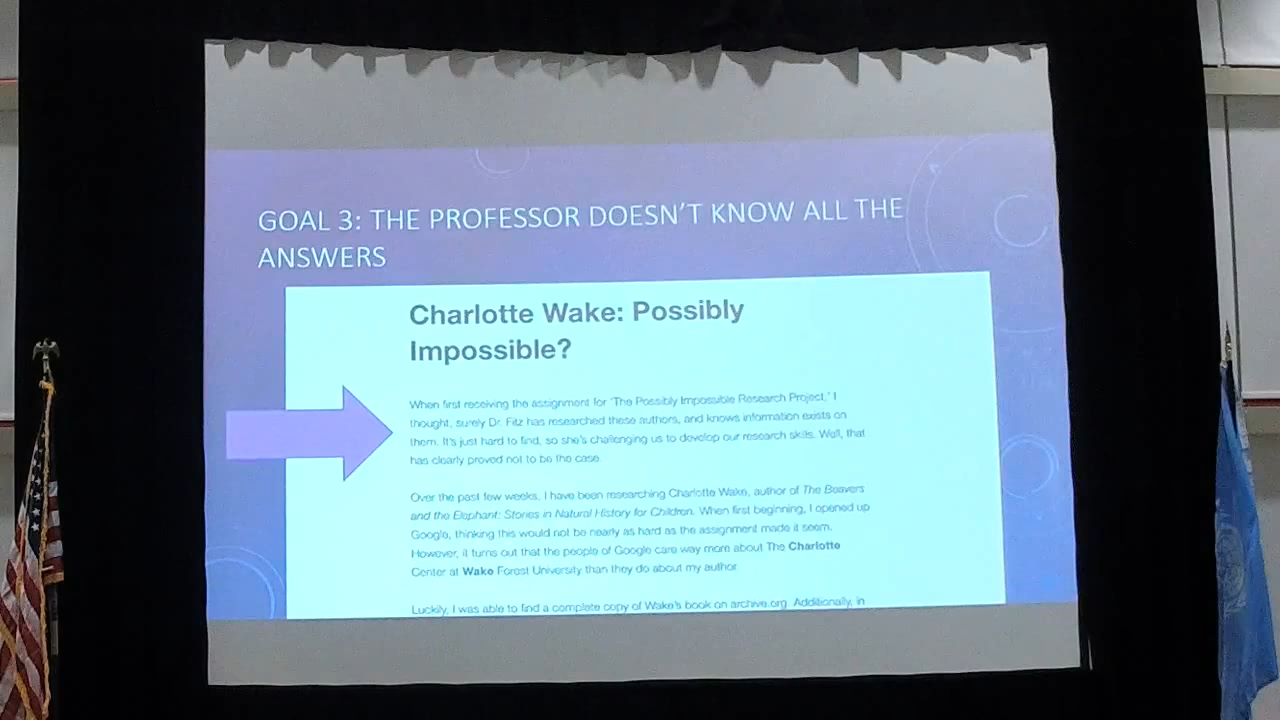 GOAL 3: THE PROFESSOR DOESN'T KNOW ALL THE
ANSWERS
Charlotte Wake: Possibly
Impossible?
When first receiving the assignment for 'The Possibly Impossible Research Project,' I
thought, surely Dr. Fitz has researched these authors, and knows information exists on
them. It's just hard to find, so she's challenging us to develop our research skills. Well, that
has clearly proved not to be the case.
Over the past few weeks, I have been researching Charlotte Wake, author of The Beavers
and the Elephant: Stories in Natural History for Children. When first beginning, I opened up
Google, thinking this would not be nearly as hard as the assignment made it seem.
However, it turns out that the people of Google care way more about The Charlotte
Center at Wake Forest University than they do about my author.
Luckily, I was able to find a complete copy of Wake's book on archive.org. Additionally, in